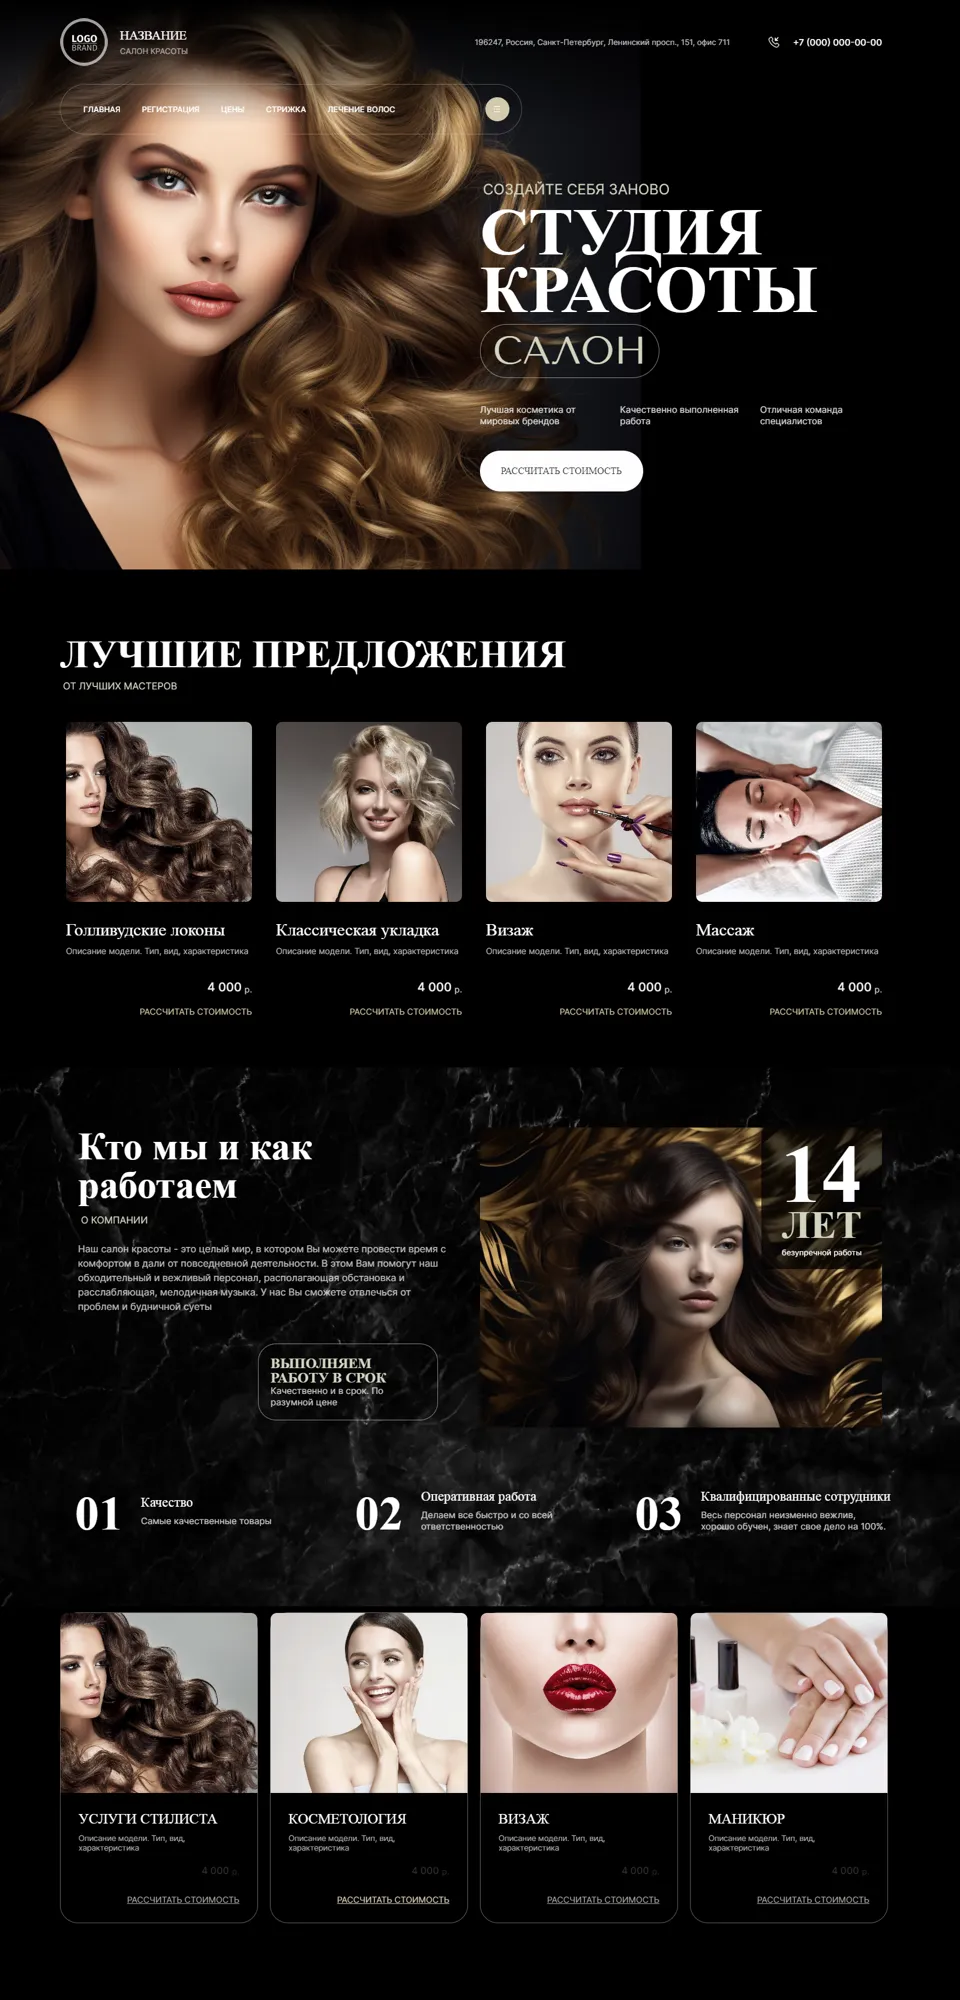 LOGO
BRAND
НАЗВАНИЕ
САЛОН КРАСОТЫ
196247, Россия, Санкт-Петербург, Ленинский просп., 151, офис 711
+7 (000) 000-00-00
ГЛАВНАЯ РЕГИСТРАЦИЯ ЦЕНЫ СТРИЖКА ЛЕЧЕНИЕ ВОЛОС
СОЗДАЙТЕ СЕБЯ ЗАНОВО
СТУДИЯ
КРАСОТЫ
САЛОН
Лучшая косметика от
мировых брендов
Качественно выполненная
работа
Отличная команда
специалистов
РАССЧИТАТЬ СТОИМОСТЬ
ЛУЧШИЕ ПРЕДЛОЖЕНИЯ
ОТ ЛУЧШИХ МАСТЕРОВ
Голливудские локоны
Описание модели. Тип, вид, характеристика
4 000 р.
РАССЧИТАТЬ СТОИМОСТЬ
Классическая укладка
Описание модели. Тип, вид, характеристика
4 000 р.
РАССЧИТАТЬ СТОИМОСТЬ
Визаж
Описание модели. Тип, вид, характеристика
4 000 р.
РАССЧИТАТЬ СТОИМОСТЬ
Массаж
Описание модели. Тип, вид, характеристика
4 000 р.
РАССЧИТАТЬ СТОИМОСТЬ
Кто мы и как
работаем
О КОМПАНИИ
Наш салон красоты - это целый мир, в котором Вы можете провести время с
комфортом в дали от повседневной деятельности. В этом Вам помогут наш
обходительный и вежливый персонал, располагающая обстановка и
расслабляющая, мелодичная музыка. У нас Вы сможете отвлечься от
проблем и будничной суеты
ВЫПОЛНЯЕМ
РАБОТУ В СРОК
Качественно и в срок. По
разумной цене
14
ЛЕТ
безупречной работы
01
Качество
Самые качественные товары
02
Оперативная работа
Делаем все быстро и со всей
ответственностью
03
Квалифицированные сотрудники
Весь персонал неизменно вежлив,
хорошо обучен, знает свое дело на 100%.
УСЛУГИ СТИЛИСТА
Описание модели. Тип, вид,
характеристика
4 000 р.
РАССЧИТАТЬ СТОИМОСТЬ
КОСМЕТОЛОГИЯ
Описание модели. Тип, вид,
характеристика
4 000 р.
РАССЧИТАТЬ СТОИМОСТЬ
ВИЗАЖ
Описание модели. Тип, вид,
характеристика
4 000 р.
РАССЧИТАТЬ СТОИМОСТЬ
МАНИКЮР
Описание модели. Тип, вид,
характеристика
4 000 р.
РАССЧИТАТЬ СТОИМОСТЬ